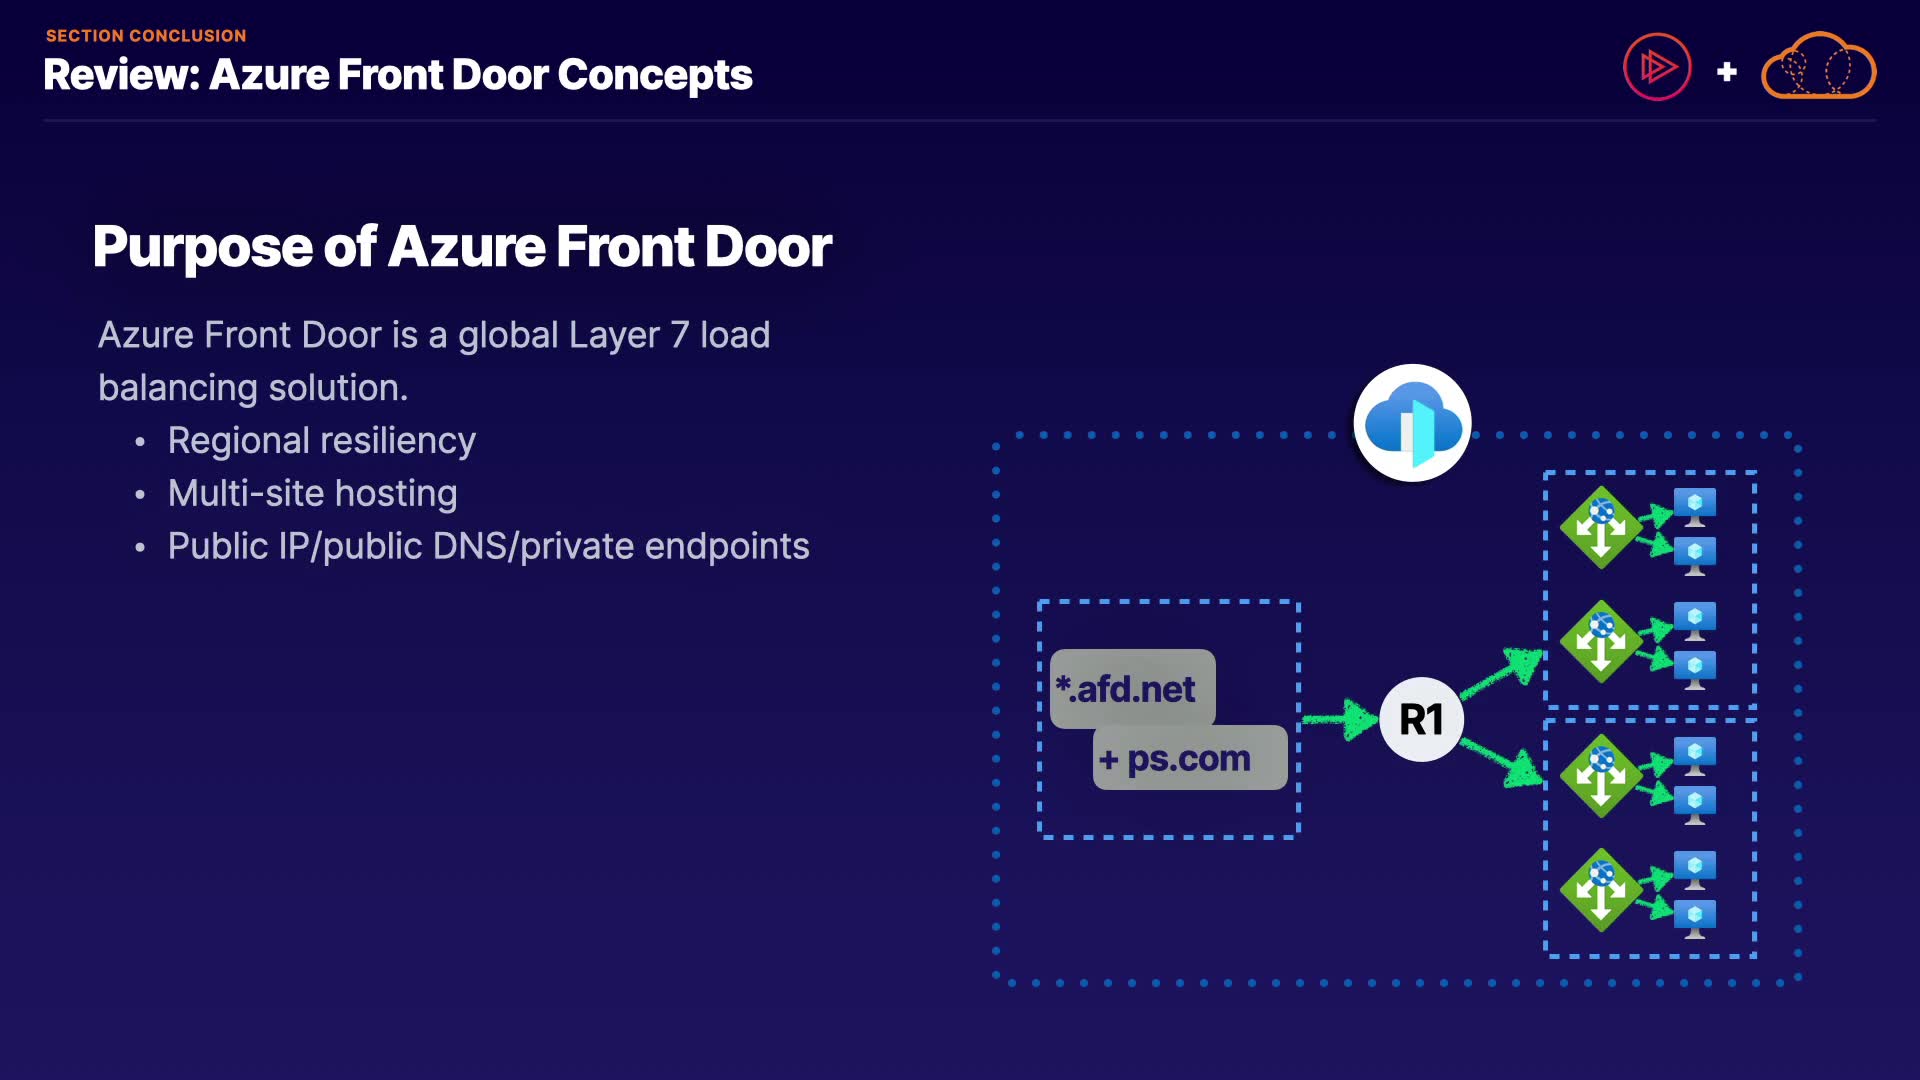 SECTION CONCLUSION
Review: Azure Front Door Concepts
+
Purpose of Azure Front Door
Azure Front Door is a global Layer 7 load
balancing solution.
• Regional resiliency
• Multi-site hosting
• Public IP/public DNS/private endpoints
*.afd.net
+ ps.com
R1